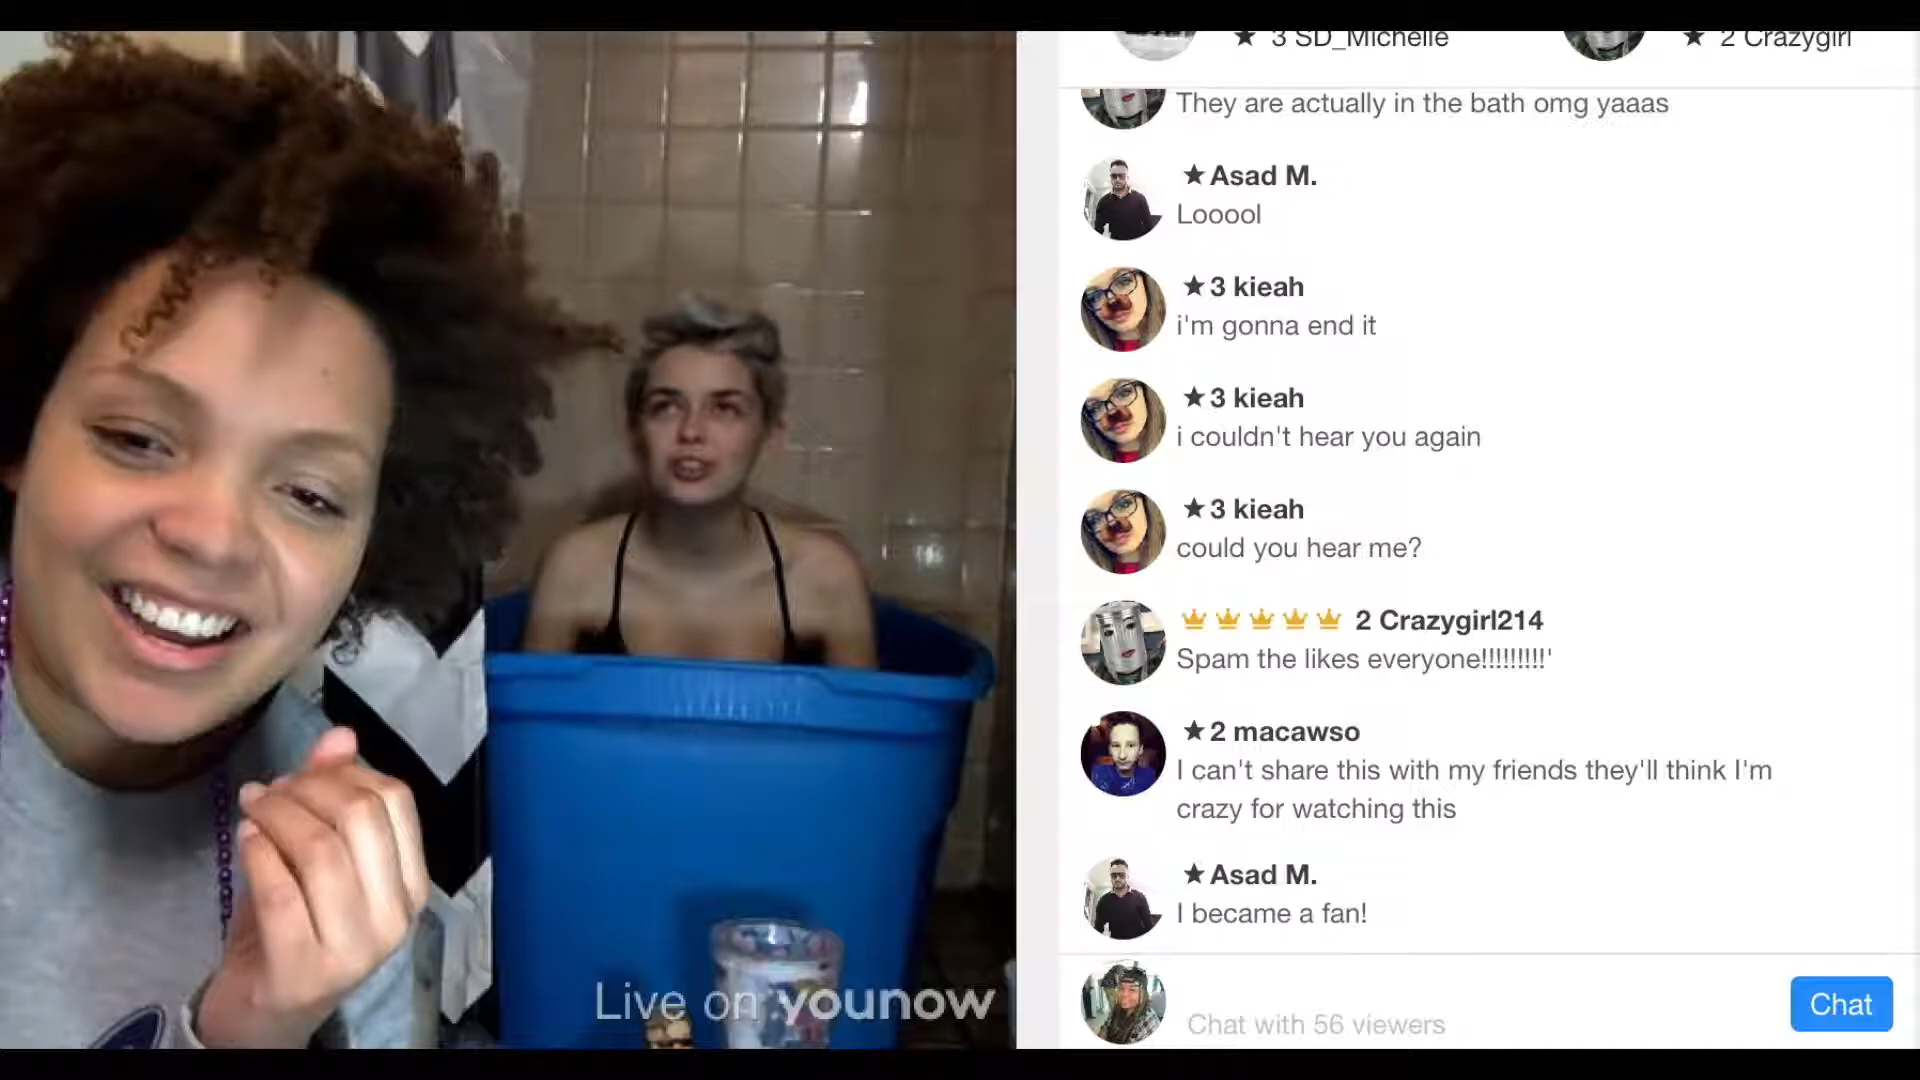 ★ 3 SD_Michelle
★ 2 Crazygirl
They are actually in the bath omg yaaas
★ Asad M.
Looool
★ 3 kieah
i'm gonna end it
★ 3 kieah
i couldn't hear you again
★ 3 kieah
could you hear me?
2 Crazygirl214
Spam the likes everyone!!!!!!!!!'
★ 2 macawso
I can't share this with my friends they'll think I'm
crazy for watching this
★ Asad M.
I became a fan!
Live on younow
Chat with 56 viewers
Chat